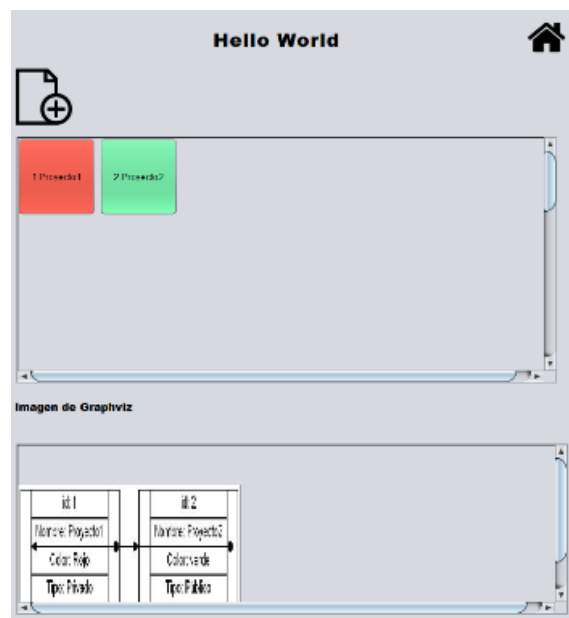 Hello World
1 Proyecto1
2 Proyecto2
Imagen de Graphviz
id: 1
Nombre: Proyecto1
Color: Rojo
Tipo: Privado
id: 2
Nombre: Proyecto2
Color: verde
Tipo: Público